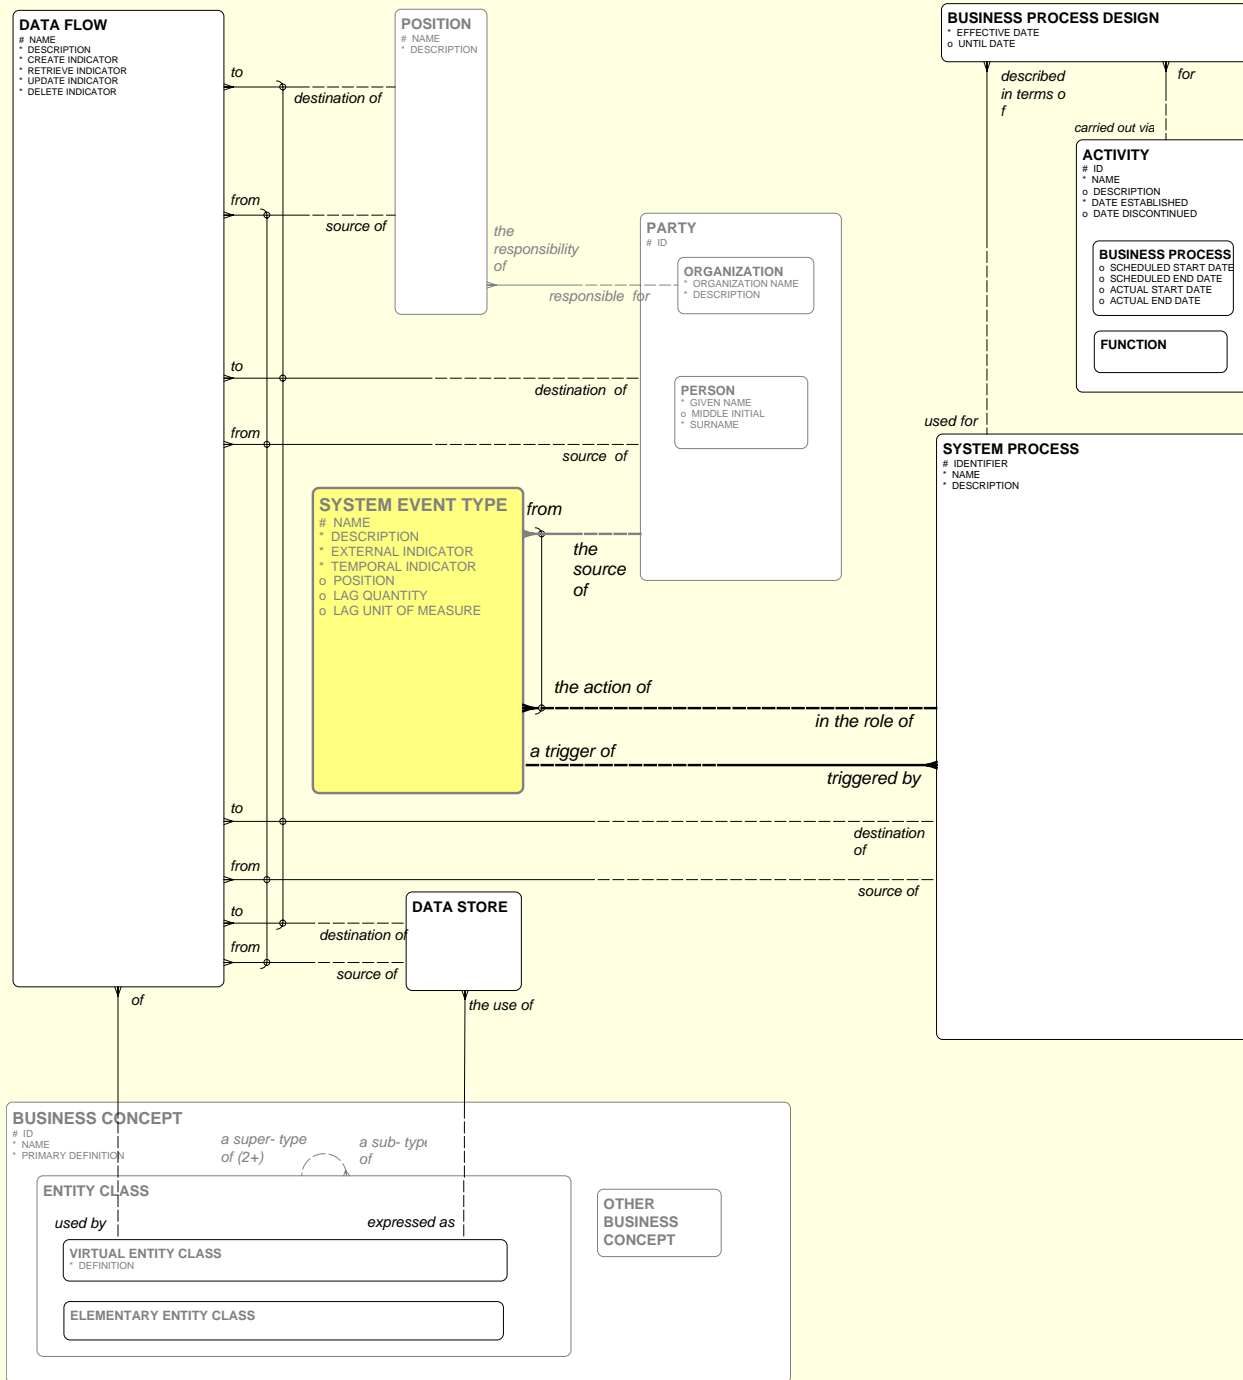 DATA FLOW
# NAME
* DESCRIPTION
* CREATE INDICATOR
* RETRIEVE INDICATOR
* UPDATE INDICATOR
* DELETE INDICATOR
POSITION
# NAME
* DESCRIPTION
BUSINESS PROCESS DESIGN
* EFFECTIVE DATE
o UNTIL DATE
to
destination of
described
in terms o
f
for
carried out via
ACTIVITY
# ID
* NAME
o DESCRIPTION
* DATE ESTABLISHED
o DATE DISCONTINUED
BUSINESS PROCESS
o SCHEDULED START DATE
o SCHEDULED END DATE
o ACTUAL START DATE
o ACTUAL END DATE
FUNCTION
from
source of
the
responsibility
of
responsible for
PARTY
# ID
ORGANIZATION
* ORGANIZATION NAME
* DESCRIPTION
to
destination of
PERSON
* GIVEN NAME
o MIDDLE INITIAL
* SURNAME
from
source of
used for
SYSTEM PROCESS
# IDENTIFIER
* NAME
* DESCRIPTION
SYSTEM EVENT TYPE
# NAME
* DESCRIPTION
* EXTERNAL INDICATOR
* TEMPORAL INDICATOR
o POSITION
o LAG QUANTITY
o LAG UNIT OF MEASURE
from
the
source
of
the action of
in the role of
a trigger of
triggered by
to
destination
of
from
source of
DATA STORE
to
destination of
from
source of
of
the use of
BUSINESS CONCEPT
# ID
* NAME
* PRIMARY DEFINITION
a super- type
of (2+)
a sub- type
of
ENTITY CLASS
used by
expressed as
OTHER
BUSINESS
CONCEPT
VIRTUAL ENTITY CLASS
* DEFINITION
ELEMENTARY ENTITY CLASS